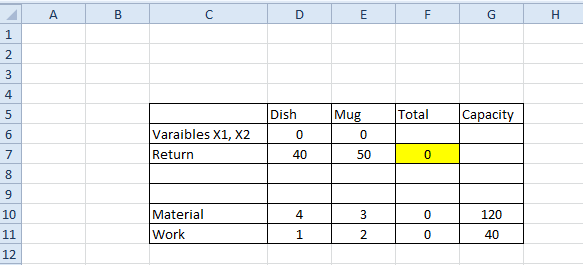 A B C D E F G H
1
2
3
4
5 Dish Mug Total Capacity
6 Varaibles X1, X2 0 0
7 Return 40 50 0
8
9
10 Material 4 3 0 120
11 Work 1 2 0 40
12